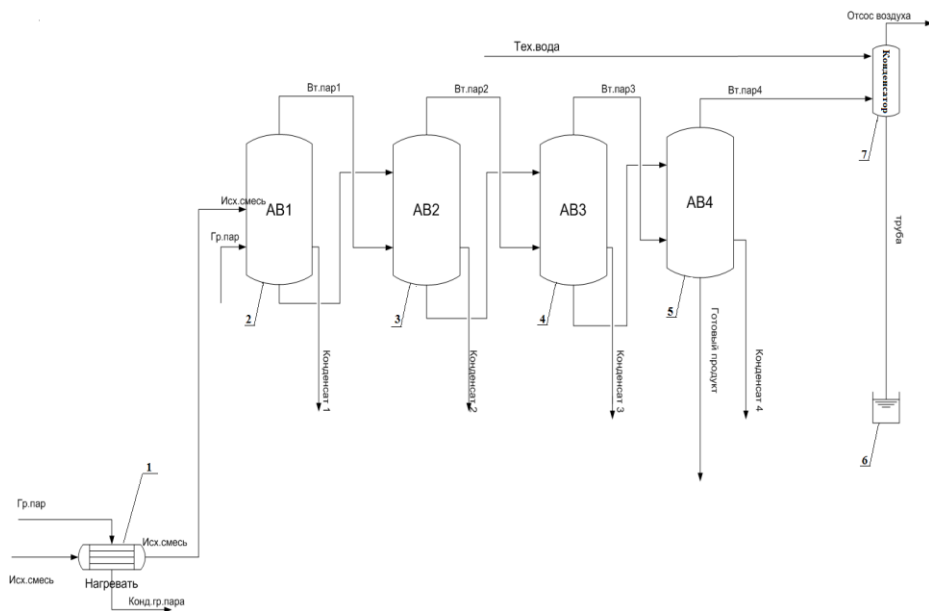 Отсос воздуха
Тех.вода
Конденсатор
Вт.пар1
Вт.пар2
Вт.пар3
Вт.пар4
7
АВ1
АВ2
АВ3
АВ4
Исх.смесь
Гр.пар
труба
2
3
4
5
Готовый продукт
Конденсат 1
Конденсат 2
Конденсат 3
Конденсат 4
6
1
Гр.пар
Исх.смесь
Исх.смесь
Нагревать
Конд.гр.пара